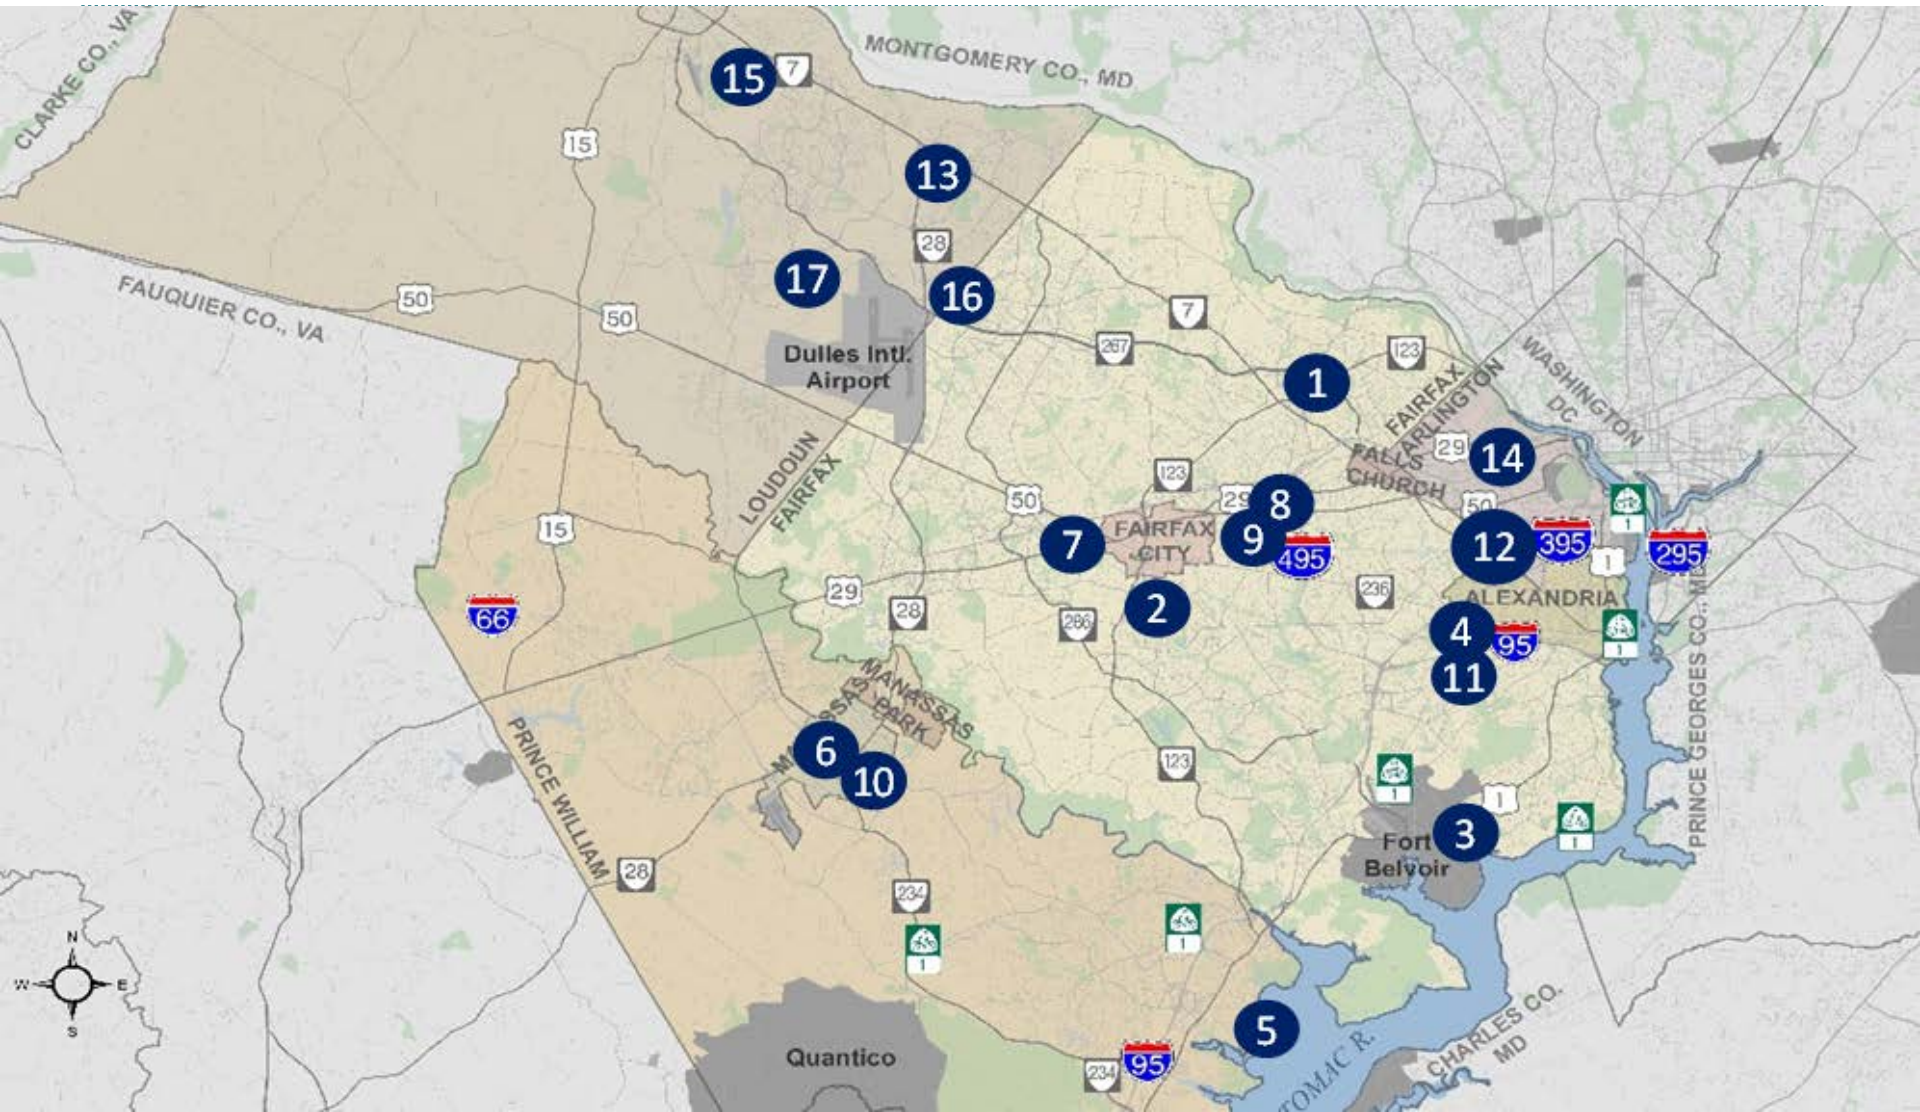 CLARKE CO., VA
MONTGOMERY CO., MD
15
7
15
13
28
17
16
FAUQUIER CO., VA
50
50
7
267
Dulles Intl.
Airport
1
123
FAIRFAX
ARLINGTON
WASHINGTON
DC
29
14
FALLS
CHURCH
LOUDOUN
FAIRFAX
123
50
29
8
50
1
15
7
FAIRFAX
CITY
9
495
12
395
1
295
66
29
28
286
2
236
ALEXANDRIA
4
95
1
11
MANASSAS
PARK
6
10
123
PRINCE WILLIAM
PRINCE GEORGES CO., MD
1
1
3
1
Fort
Belvoir
28
234
1
1
N
W
E
S
5
Quantico
95
234
CHARLES CO.
MD